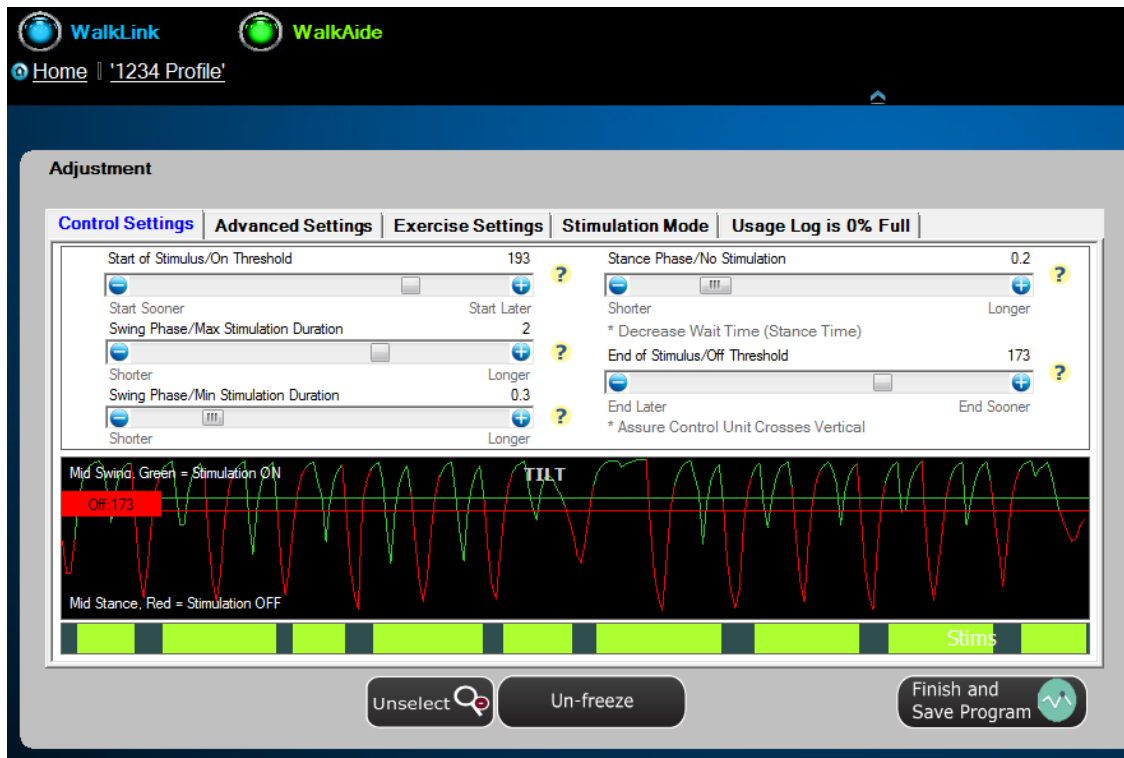 WalkLink WalkAide
Home '1234 Profile'
Adjustment
Control Settings Advanced Settings Exercise Settings Stimulation Mode Usage Log is 0% Full
Start of Stimulus/On Threshold 193 ?
Start Sooner Start Later
Swing Phase/Max Stimulation Duration 2 ?
Shorter Longer
Swing Phase/Min Stimulation Duration 0.3 ?
Shorter Longer
Stance Phase/No Stimulation 0.2 ?
Shorter Longer
* Decrease Wait Time (Stance Time)
End of Stimulus/Off Threshold 173 ?
End Later End Sooner
* Assure Control Unit Crosses Vertical
Mid Swing. Green = Stimulation ON TILT
Off:173
Mid Stance, Red = Stimulation OFF
Stims
Unselect Un-freeze Finish and
Save Program